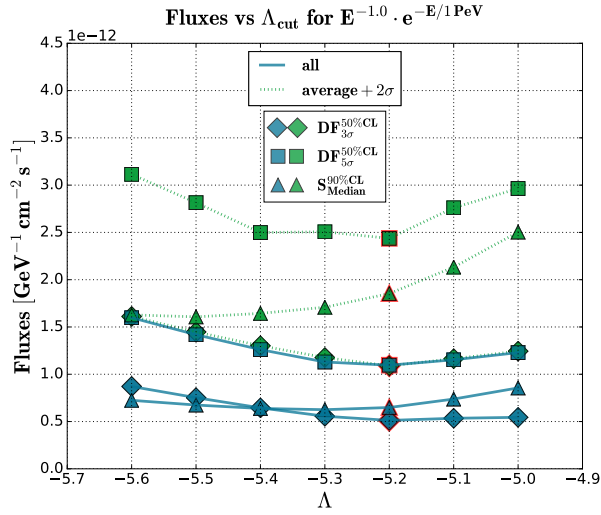 Fluxes vs Λcut for E^−1.0 · e^−E/1 PeV
1e−12
Fluxes [GeV^−1 cm^−2 s^−1]
4.5
4.0
3.5
3.0
2.5
2.0
1.5
1.0
0.5
0.0
all
average + 2σ
DF^50%CL_3σ
DF^50%CL_5σ
S^90%CL_Median
−5.7 −5.6 −5.5 −5.4 −5.3 −5.2 −5.1 −5.0 −4.9
Λ